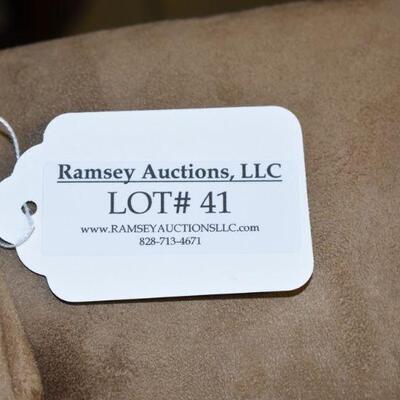 Ramsey Auctions, LLC
LOT# 41
www.RAMSEYAUCTIONSLLC.com
828-713-4671